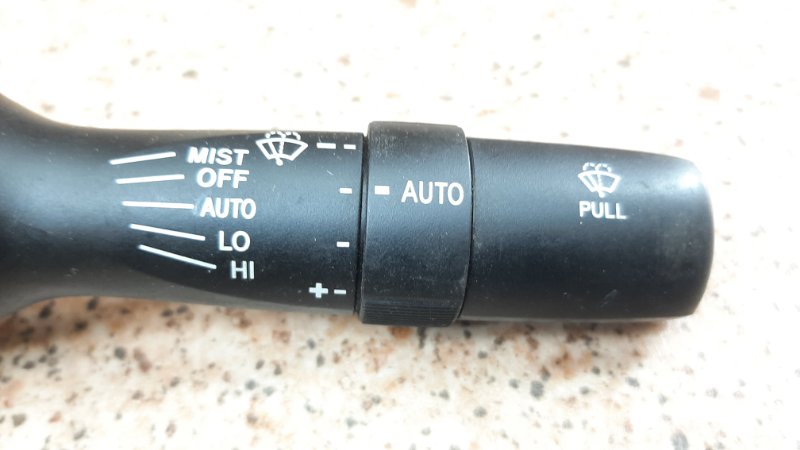 MIST
OFF
AUTO
LO
HI
– -
-
-
+ -
- AUTO
PULL